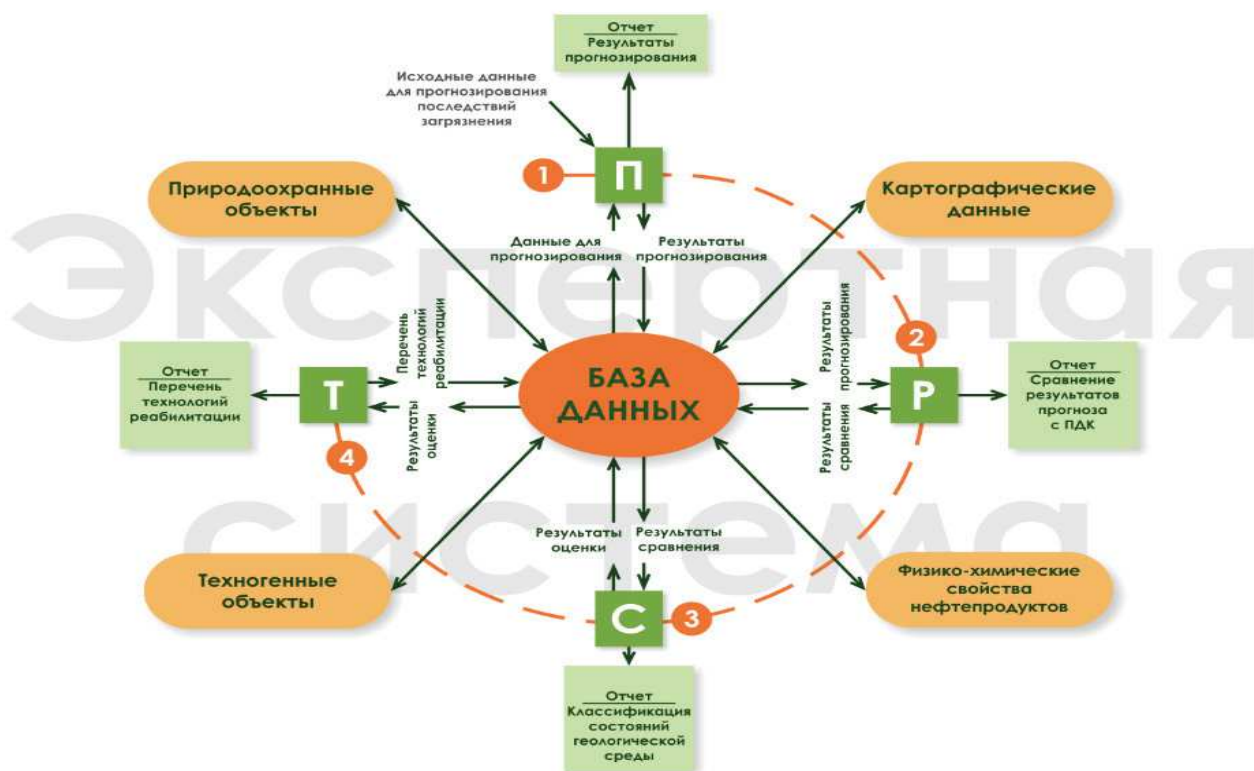 Отчет
Результаты
прогнозирования
Исходные данные
для прогнозирования
последствий
загрязнения
1
П
Природоохранные
объекты
Картографические
данные
Данные для
прогнозирования
Результаты
прогнозирования
Экспертная
Перечень
технологий
реабилитации
Результаты
прогнозирования
2
Отчет
Перечень
технологий
реабилитации
Т
БАЗА
ДАННЫХ
Р
Отчет
Сравнение
результатов
прогноза
с ПДК
Результаты
оценки
Результаты
сравнения
4
система
Результаты
оценки
Результаты
сравнения
Техногенные
объекты
Физико-химические
свойства
нефтепродуктов
С
3
Отчет
Классификация
состояний
геологической
среды